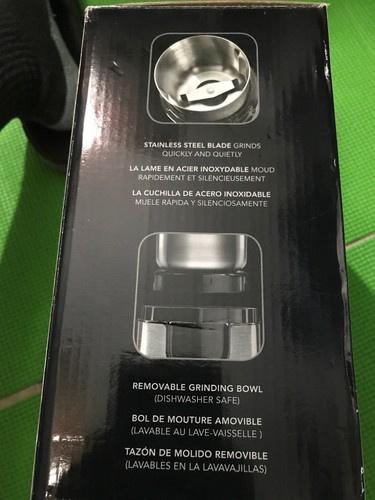 STAINLESS STEEL BLADE GRINDS
QUICKLY AND QUIETLY
LA LAME EN ACIER INOXYDABLE MOUD
RAPIDEMENT ET SILENCIEUSEMENT
LA CUCHILLA DE ACERO INOXIDABLE
MUELE RÁPIDA Y SILENCIOSAMENTE
REMOVABLE GRINDING BOWL
(DISHWASHER SAFE)
BOL DE MOUTURE AMOVIBLE
(LAVABLE AU LAVE-VAISSELLE )
TAZÓN DE MOLIDO REMOVIBLE
(LAVABLES EN LA LAVAVAJILLAS)